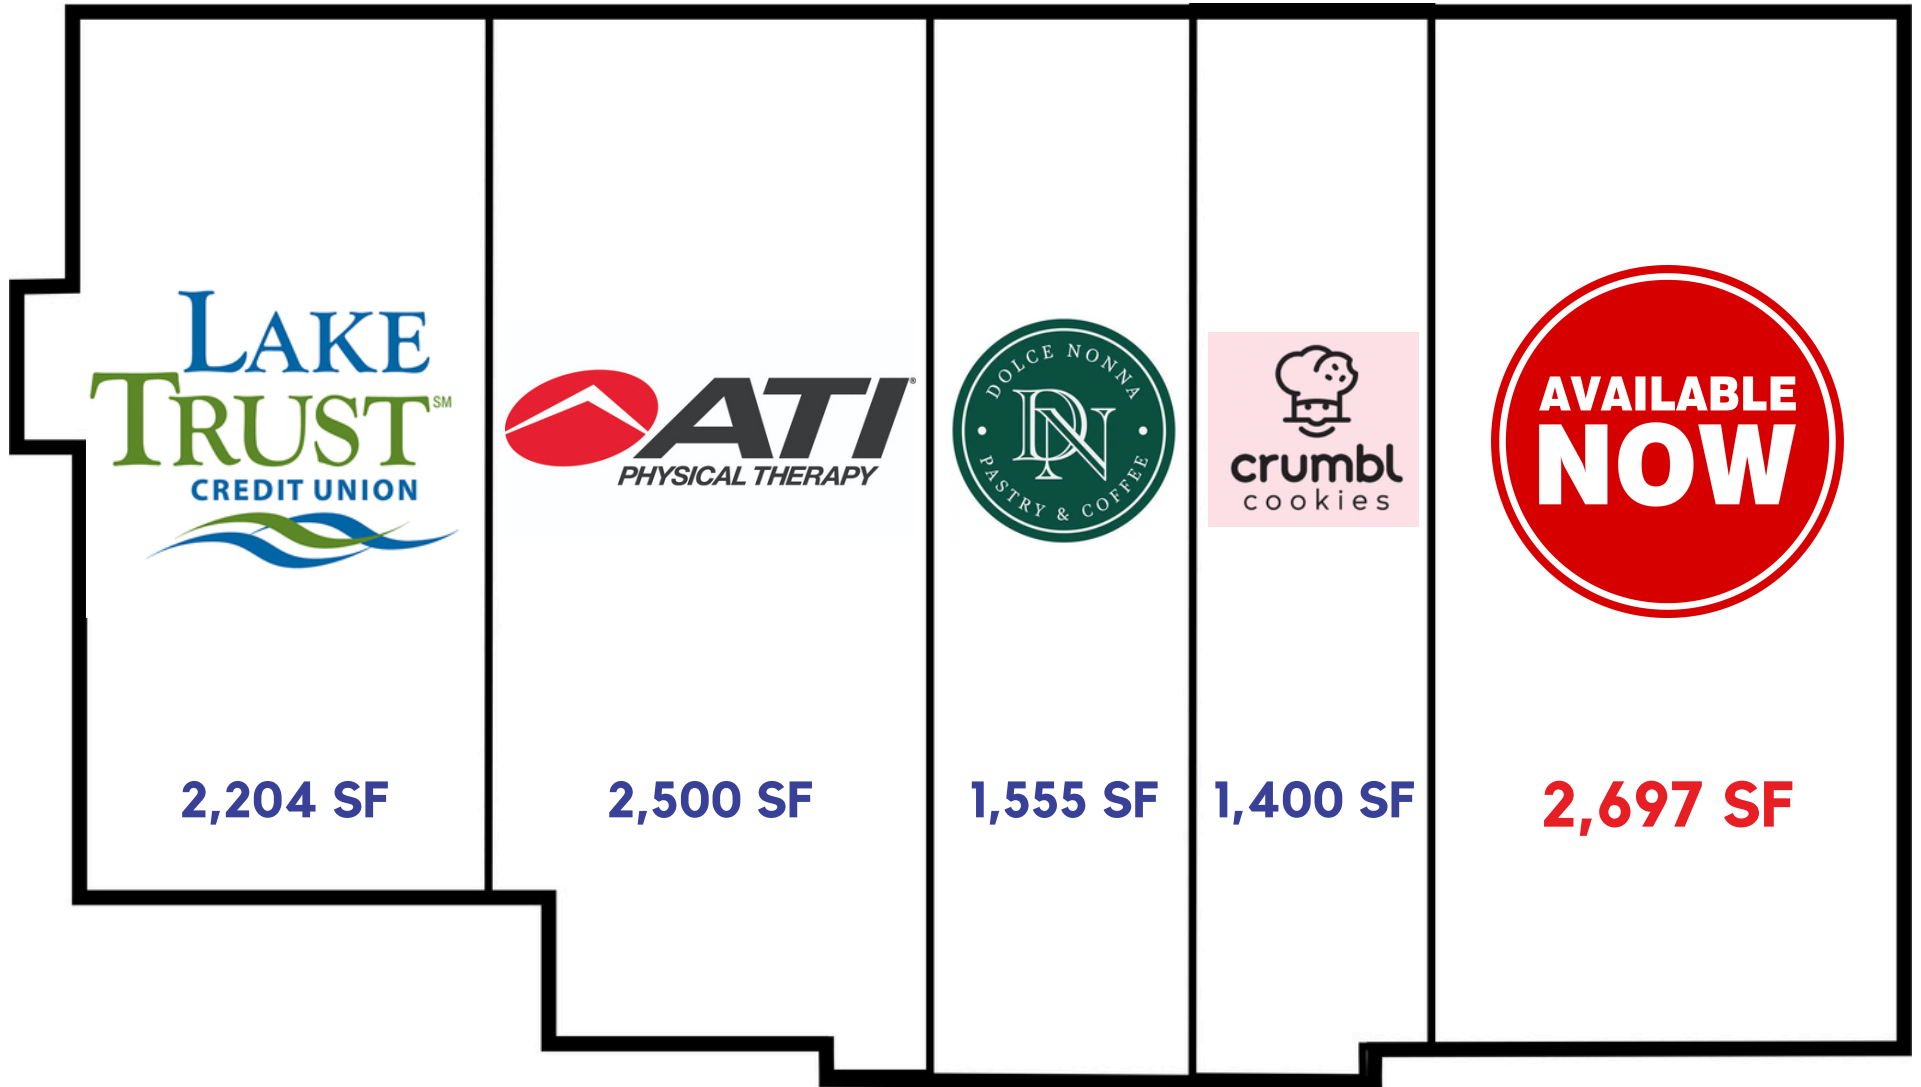 LAKE
TRUST SM
CREDIT UNION
2,204 SF
ATI®
PHYSICAL THERAPY
2,500 SF
DOLCE NONNA
DN
PASTRY & COFFEE
1,555 SF
crumbl
cookies
1,400 SF
AVAILABLE
NOW
2,697 SF